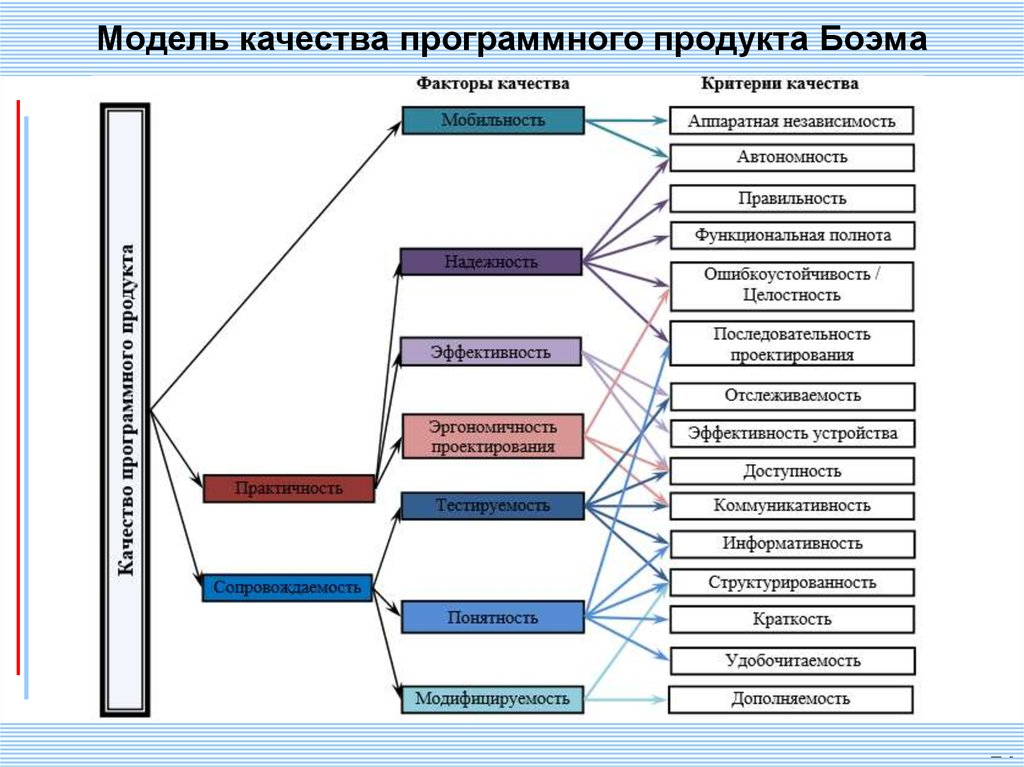 Модель качества программного продукта Боэма
Факторы качества
Критерии качества
Качество программного продукта
Практичность
Сопровождаемость
Мобильность
Надежность
Эффективность
Эргономичность
проектирования
Тестируемость
Понятность
Модифицируемость
Аппаратная независимость
Автономность
Правильность
Функциональная полнота
Ошибкоустойчивость /
Целостность
Последовательность
проектирования
Отслеживаемость
Эффективность устройства
Доступность
Коммуникативность
Информативность
Структурированность
Краткость
Удобочитаемость
Дополняемость